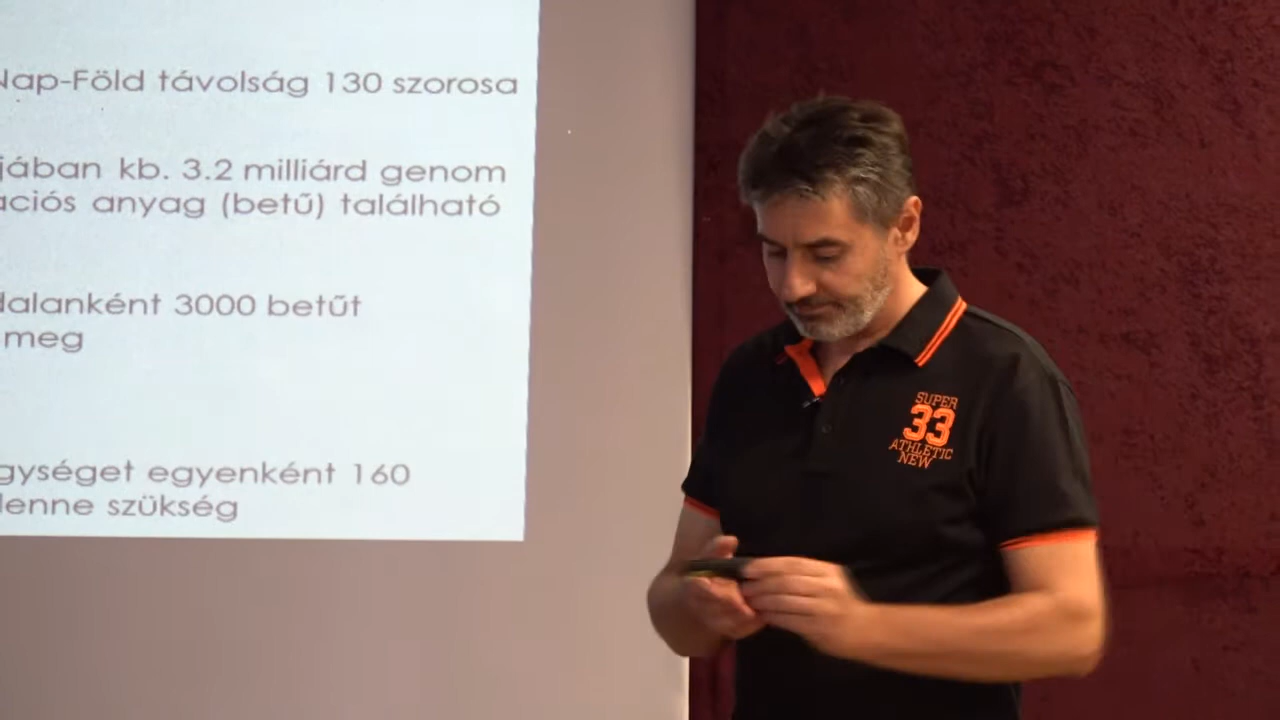 Nap-Föld távolság 130 szorosa
jában kb. 3.2 milliárd genom
ációs anyag (betű) található
dalanként 3000 betűt
meg
gységet egyenként 160
lenne szükség
SUPER
33
ATHLETIC
NEW